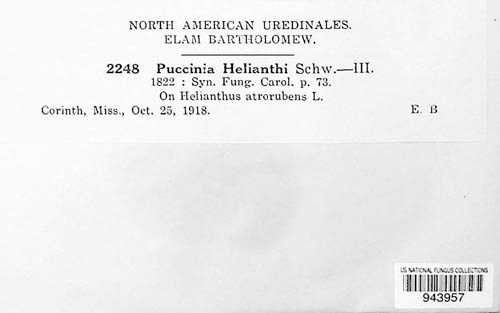 NORTH AMERICAN UREDINALES.
ELAM BARTHOLOMEW.
2248 Puccinia Helianthi Schw.—III.
1822 : Syn. Fung. Carol. p. 73.
On Helianthus atrorubens L.
Corinth, Miss., Oct. 25, 1918. E. B
US NATIONAL FUNGUS COLLECTIONS
943957